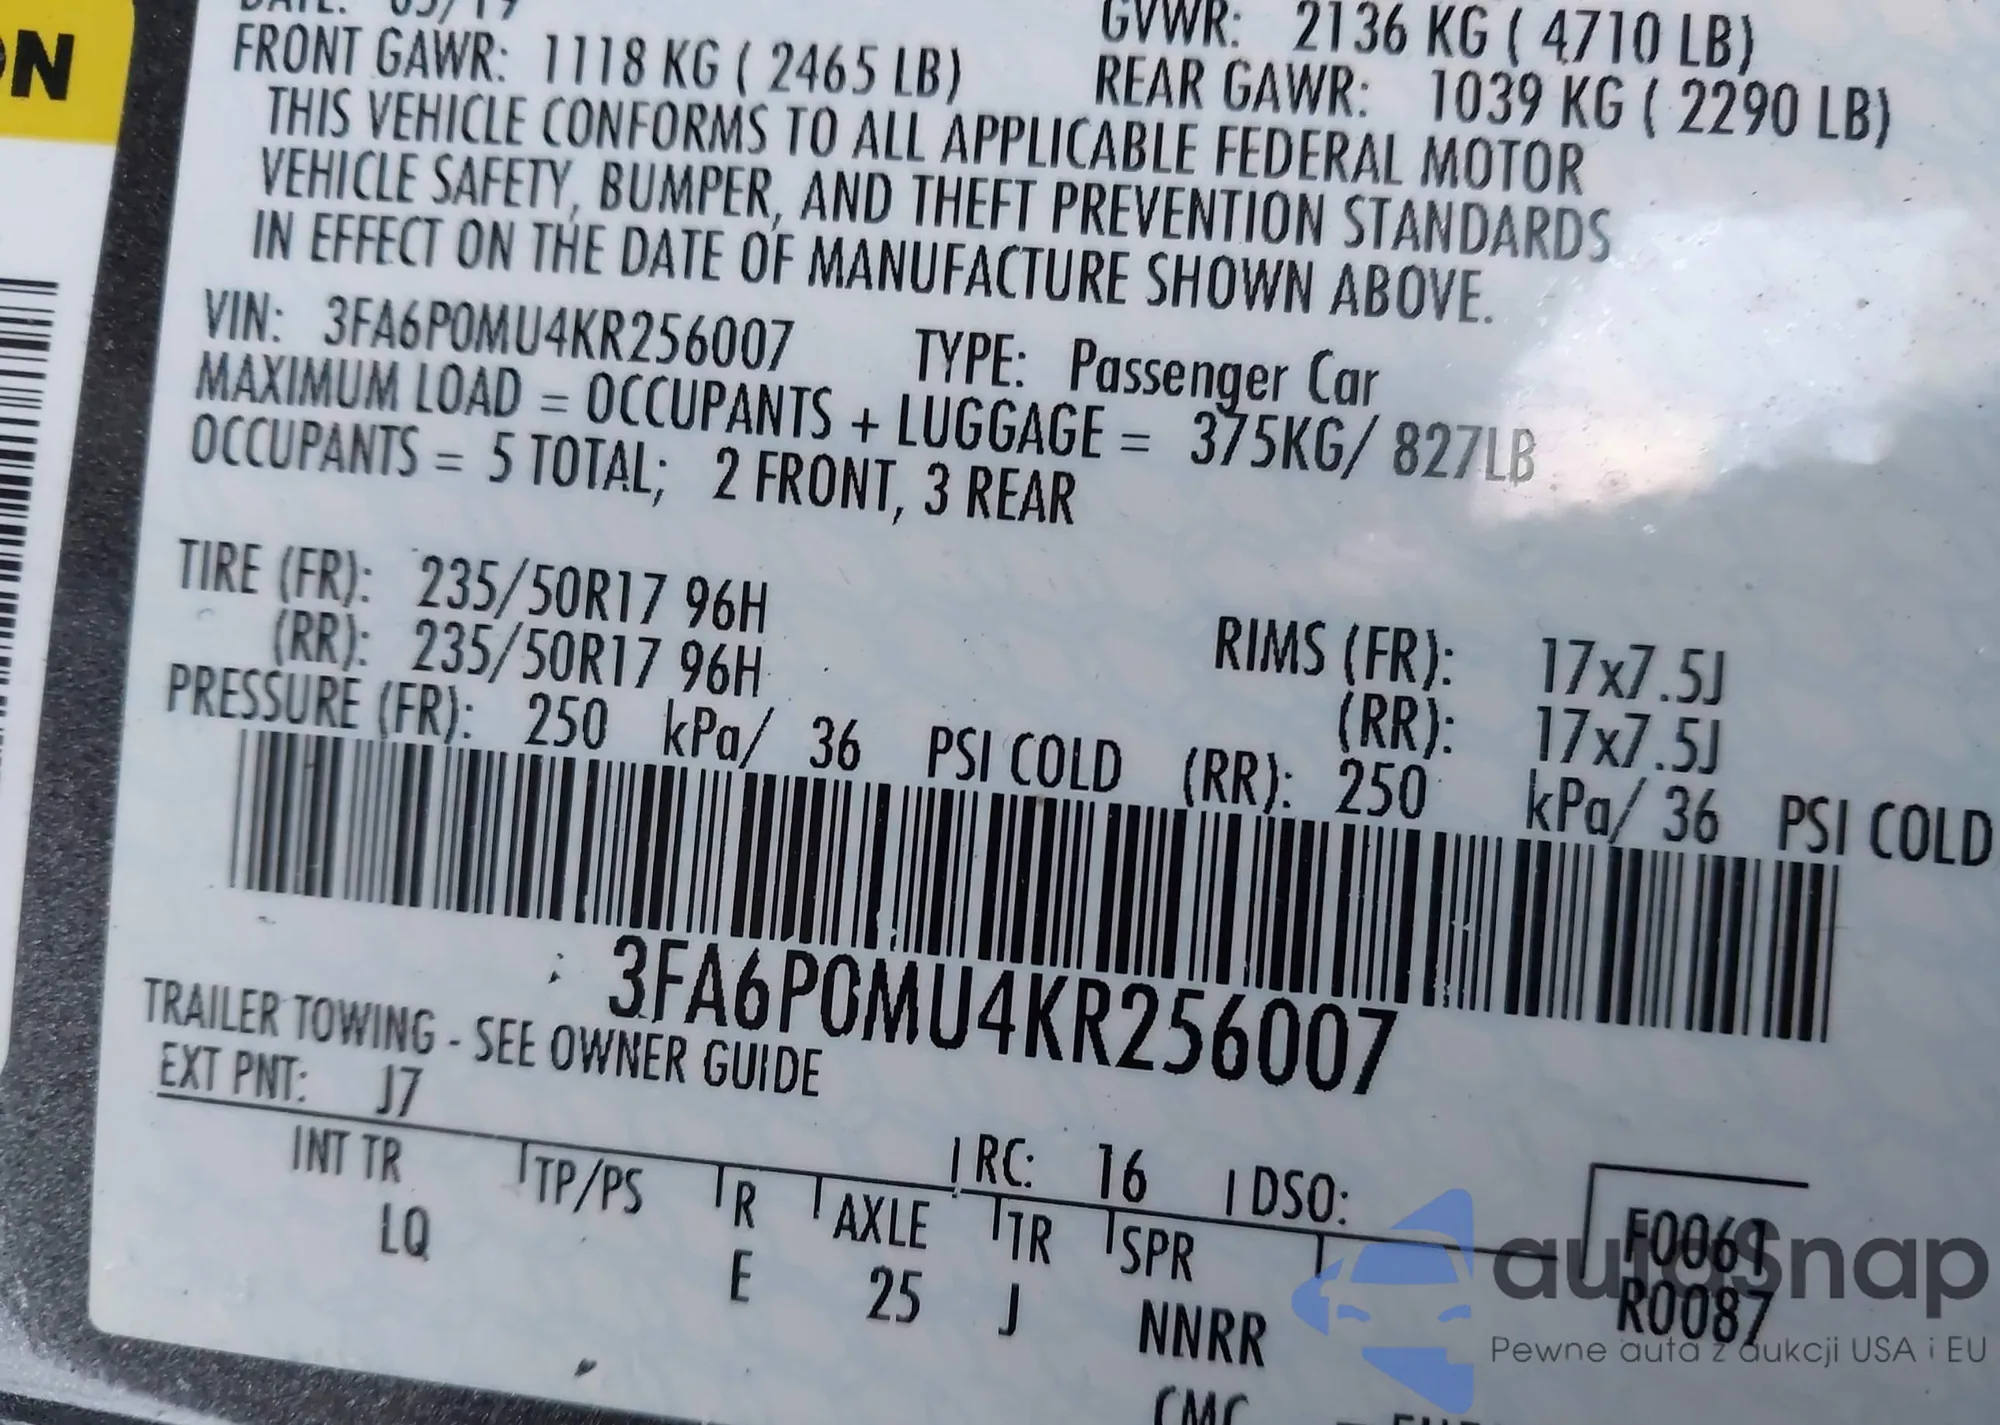 ON
DATE: 05/19 GVWR: 2136 KG ( 4710 LB)
FRONT GAWR: 1118 KG ( 2465 LB) REAR GAWR: 1039 KG ( 2290 LB)
THIS VEHICLE CONFORMS TO ALL APPLICABLE FEDERAL MOTOR
VEHICLE SAFETY, BUMPER, AND THEFT PREVENTION STANDARDS
IN EFFECT ON THE DATE OF MANUFACTURE SHOWN ABOVE.
VIN: 3FA6P0MU4KR256007 TYPE: Passenger Car
MAXIMUM LOAD = OCCUPANTS + LUGGAGE = 375KG/ 827LB
OCCUPANTS = 5 TOTAL; 2 FRONT, 3 REAR
TIRE (FR): 235/50R17 96H RIMS (FR): 17x7.5J
(RR): 235/50R17 96H (RR): 17x7.5J
PRESSURE (FR): 250 kPa/ 36 PSI COLD (RR): 250 kPa/ 36 PSI COLD
3FA6P0MU4KR256007
TRAILER TOWING - SEE OWNER GUIDE
EXT PNT: J7 RC: 16 DSO:
INT TR TP/PS R AXLE TR SPR F0061
LQ E 25 J NNRR R0087
CMC
autoSnap
Pewne auta z aukcji USA i EU